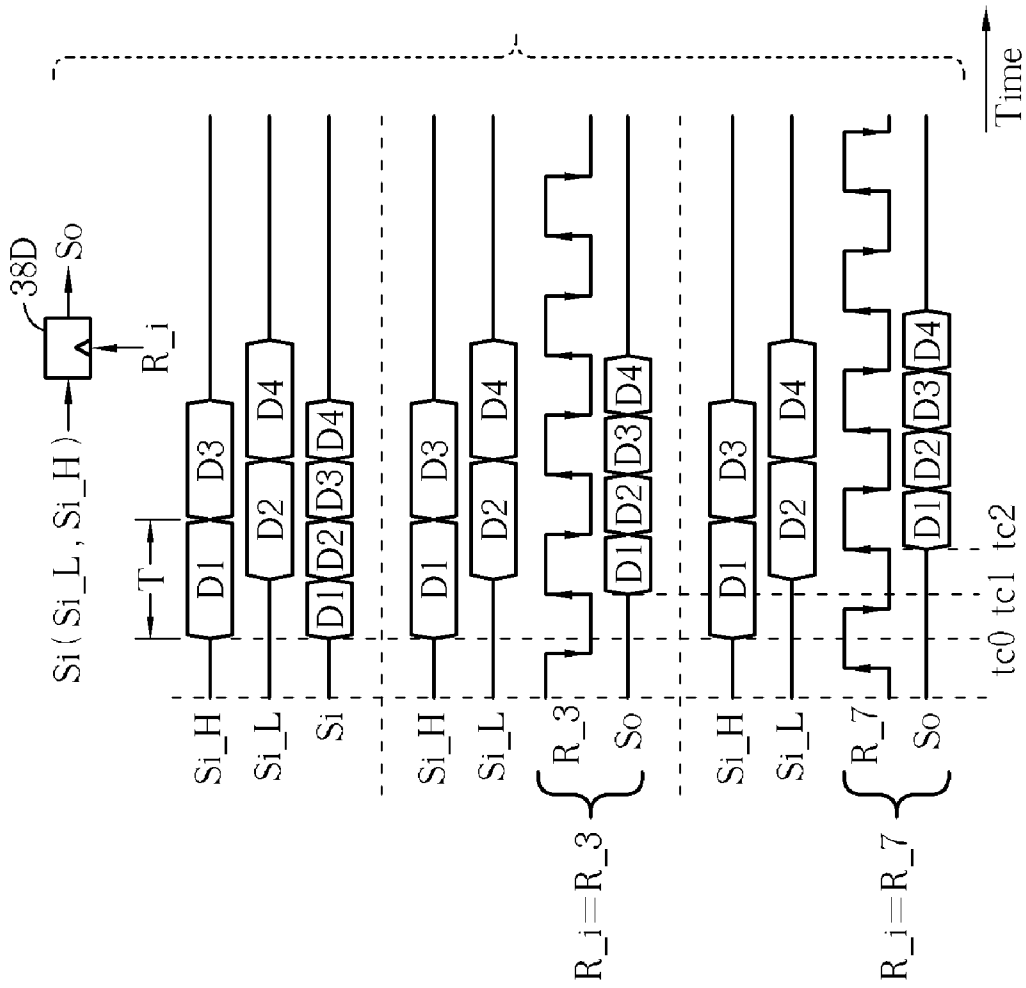 Si(Si_L,Si_H)
38D
So
R_i
T
Si_H
D1
D3
Si_L
D2
D4
Si
D1
D2
D3
D4
Si_H
D1
D3
Si_L
D2
D4
R_3
R_i=R_3
So
D1
D2
D3
D4
Si_H
D1
D3
Si_L
D2
D4
R_7
R_i=R_7
So
D1
D2
D3
D4
tc0
tc1
tc2
Time